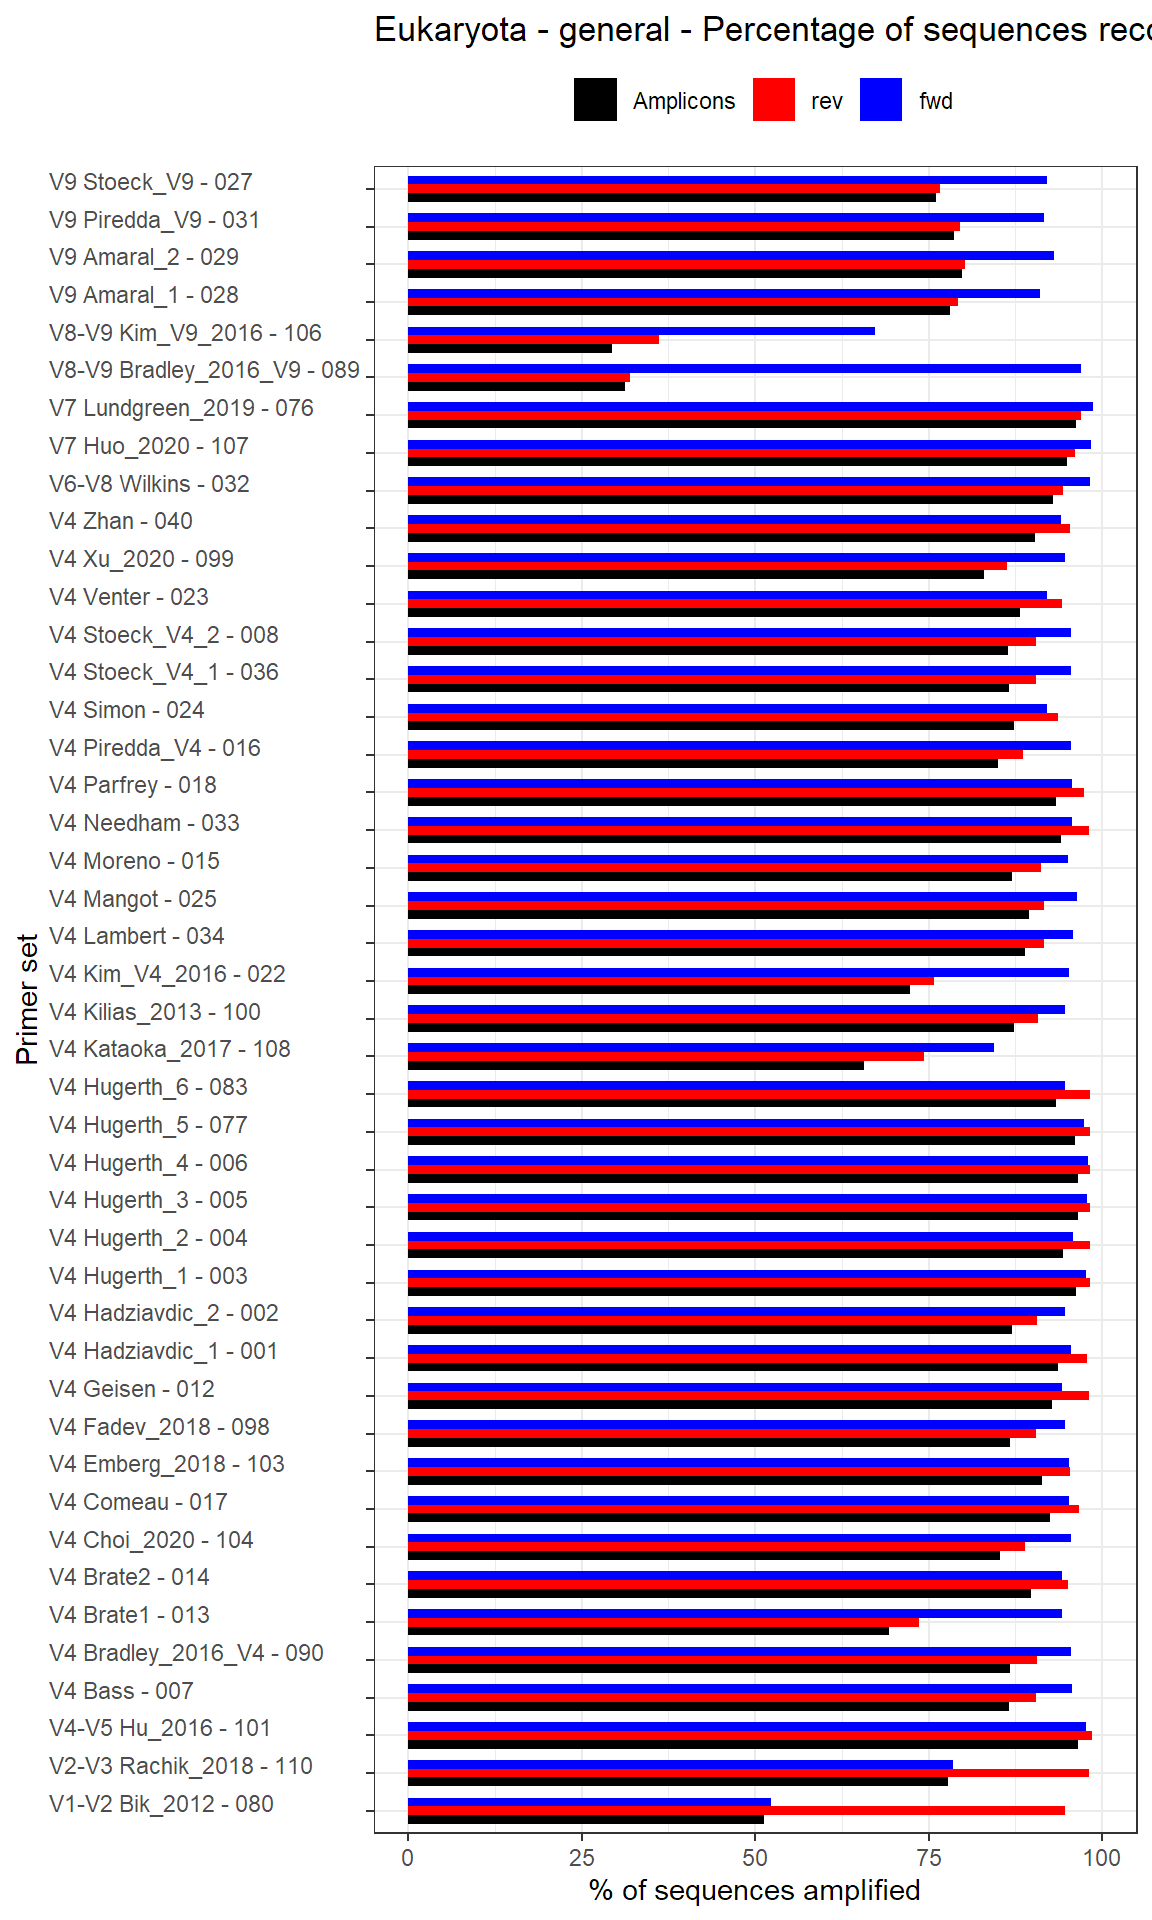 Eukaryota - general - Percentage of sequences rec
Amplicons rev fwd
V9 Stoeck_V9 - 027
V9 Piredda_V9 - 031
V9 Amaral_2 - 029
V9 Amaral_1 - 028
V8-V9 Kim_V9_2016 - 106
V8-V9 Bradley_2016_V9 - 089
V7 Lundgreen_2019 - 076
V7 Huo_2020 - 107
V6-V8 Wilkins - 032
V4 Zhan - 040
V4 Xu_2020 - 099
V4 Venter - 023
V4 Stoeck_V4_2 - 008
V4 Stoeck_V4_1 - 036
V4 Simon - 024
V4 Piredda_V4 - 016
V4 Parfrey - 018
V4 Needham - 033
V4 Moreno - 015
V4 Mangot - 025
V4 Lambert - 034
V4 Kim_V4_2016 - 022
V4 Kilias_2013 - 100
V4 Kataoka_2017 - 108
V4 Hugerth_6 - 083
V4 Hugerth_5 - 077
V4 Hugerth_4 - 006
V4 Hugerth_3 - 005
V4 Hugerth_2 - 004
V4 Hugerth_1 - 003
V4 Hadziavdic_2 - 002
V4 Hadziavdic_1 - 001
V4 Geisen - 012
V4 Fadev_2018 - 098
V4 Emberg_2018 - 103
V4 Comeau - 017
V4 Choi_2020 - 104
V4 Brate2 - 014
V4 Brate1 - 013
V4 Bradley_2016_V4 - 090
V4 Bass - 007
V4-V5 Hu_2016 - 101
V2-V3 Rachik_2018 - 110
V1-V2 Bik_2012 - 080
Primer set
0 25 50 75 100
% of sequences amplified